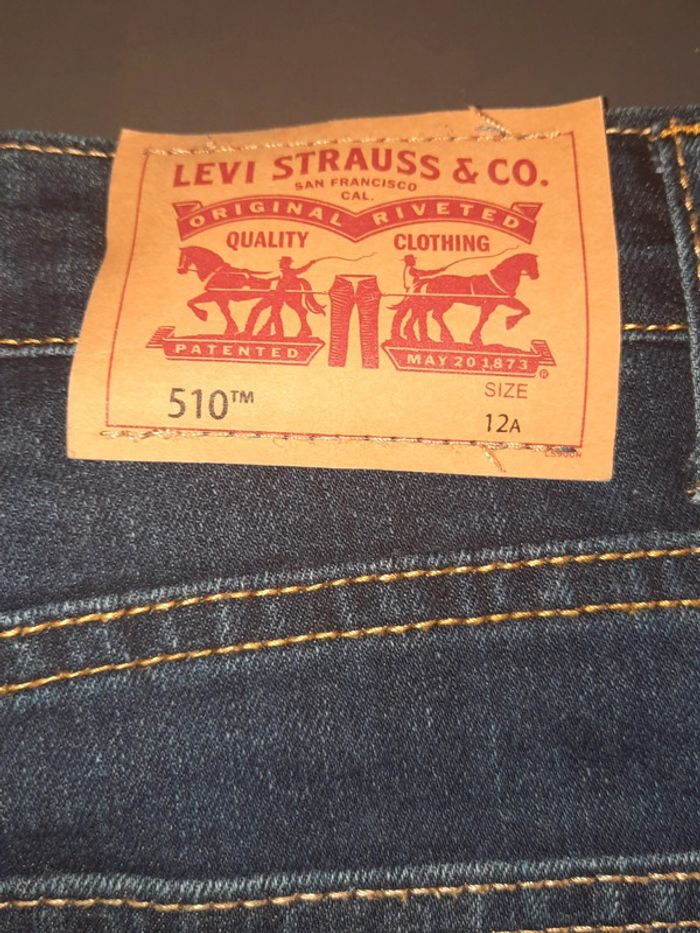 LEVI STRAUSS & CO.
SAN FRANCISCO
CAL.
ORIGINAL RIVETED
QUALITY CLOTHING
PATENTED MAY 20 1873
®
510™
SIZE
12A